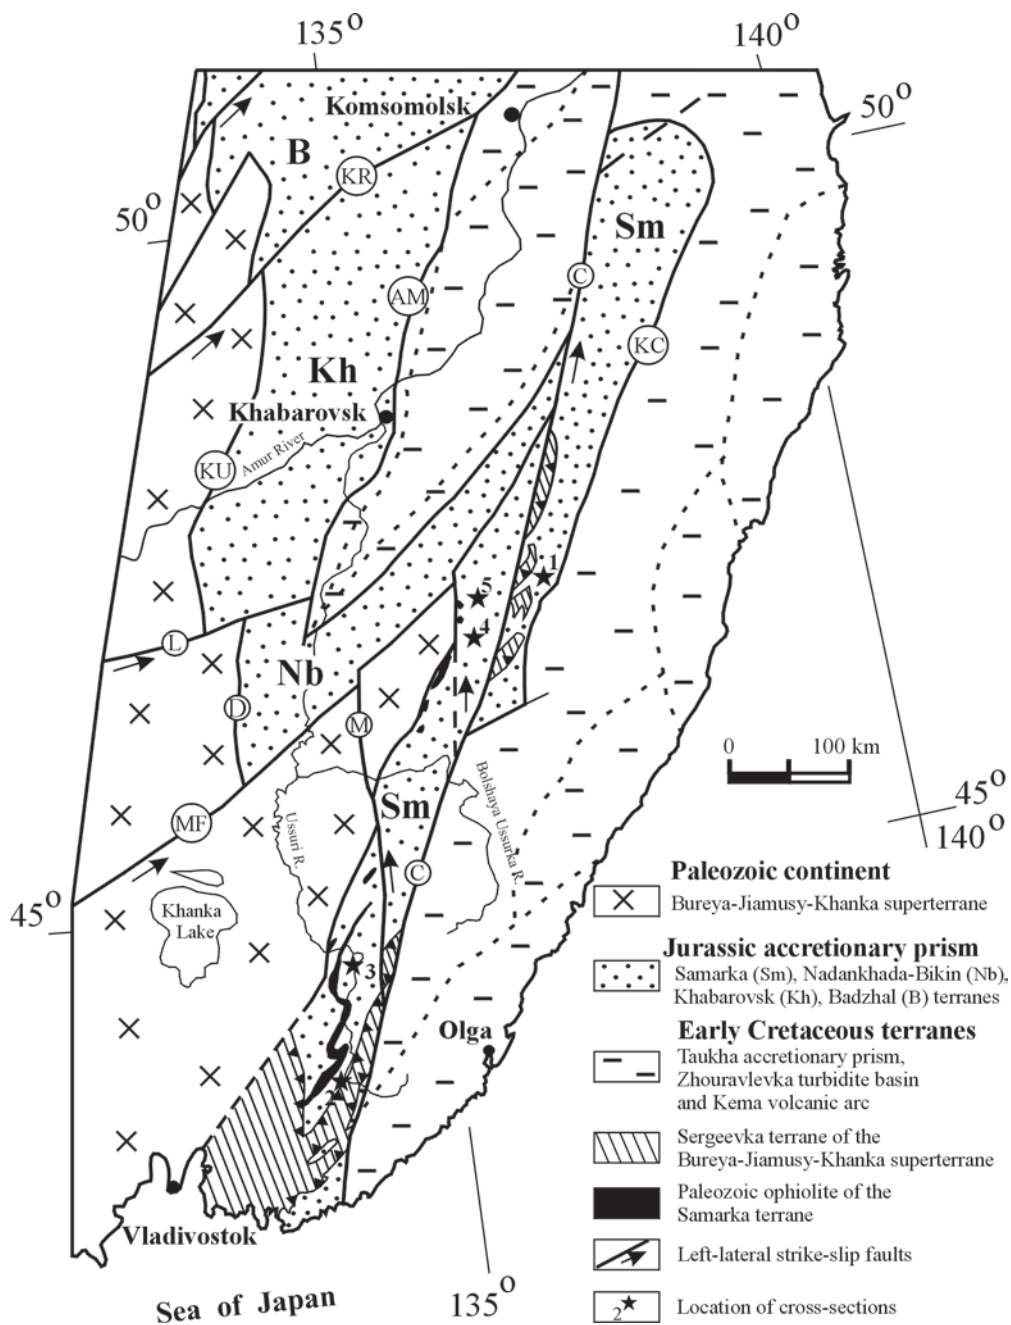 135°
140°
Komsomolsk
50°
B
KR
50°
Sm
C
AM
KC
Kh
Khabarovsk
Amur River
KU
1
5
4
L
Nb
D
M
0 100 km
Sm
Bolshaya Ussurka R.
45°
MF
Ussuri R.
140°
C
Khanka
Lake
45°
3
Olga
2
Vladivostok
Sea of Japan
135°
Paleozoic continent
Bureya-Jiamusy-Khanka superterrane
Jurassic accretionary prism
Samarka (Sm), Nadankhada-Bikin (Nb),
Khabarovsk (Kh), Badzhal (B) terranes
Early Cretaceous terranes
Taukha accretionary prism,
Zhouravlevka turbidite basin
and Kema volcanic arc
Sergeevka terrane of the
Bureya-Jiamusy-Khanka superterrane
Paleozoic ophiolite of the
Samarka terrane
Left-lateral strike-slip faults
2 Location of cross-sections